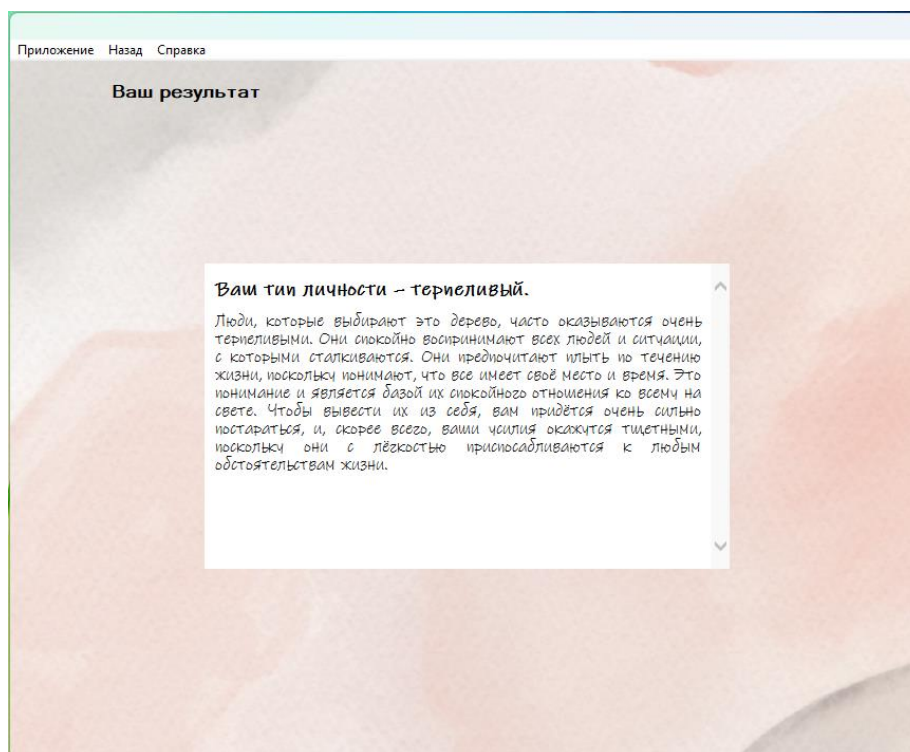 Приложение Назад Справка
Ваш результат
Ваш тип личности – терпеливый.
Люди, которые выбирают это дерево, часто оказываются очень
терпеливыми. Они спокойно воспринимают всех людей и ситуации,
с которыми сталкиваются. Они предпочитают плыть по течению
жизни, поскольку понимают, что все имеет своё место и время. Это
понимание и является базой их спокойного отношения ко всему на
свете. Чтобы вывести их из себя, вам придётся очень сильно
постараться, и, скорее всего, ваши усилия окажутся тщетными,
поскольку они с лёгкостью приспосабливаются к любым
обстоятельствам жизни.